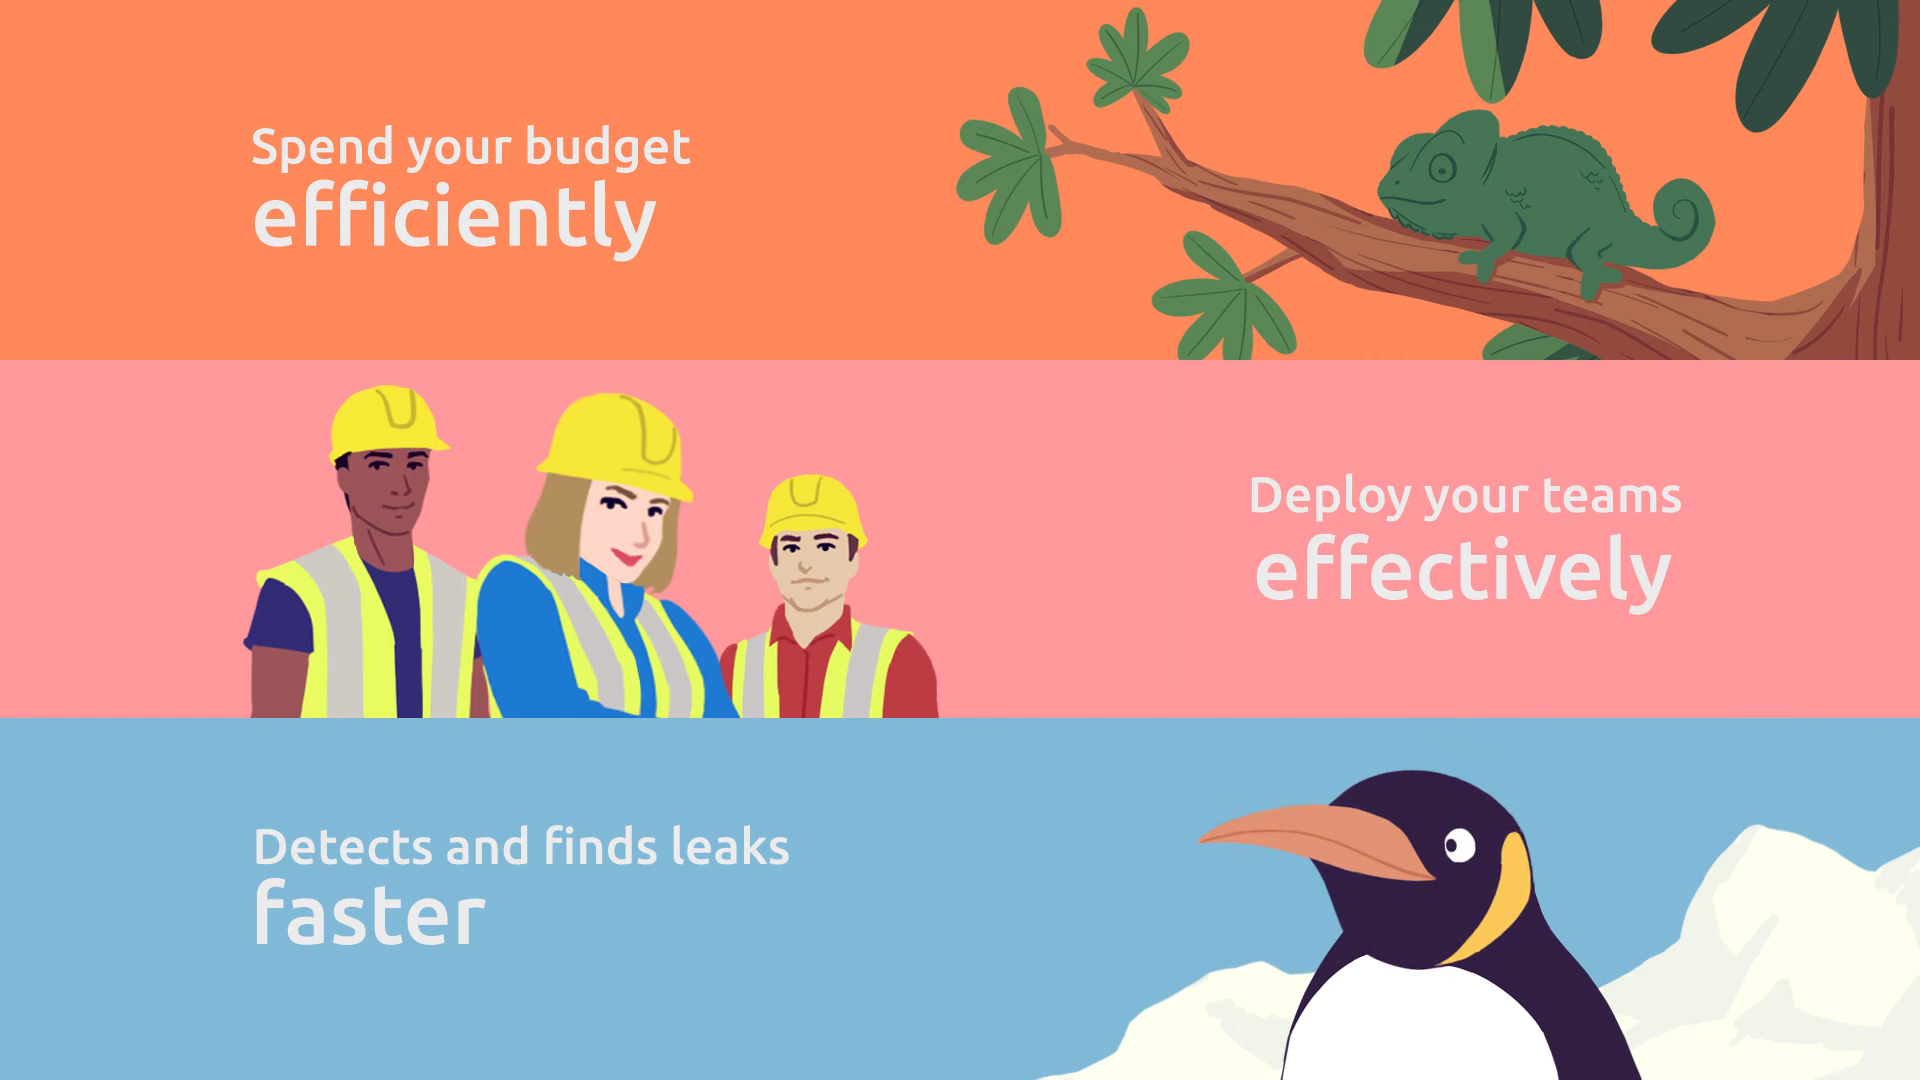 Spend your budget
efficiently
Deploy your teams
effectively
Detects and finds leaks
faster